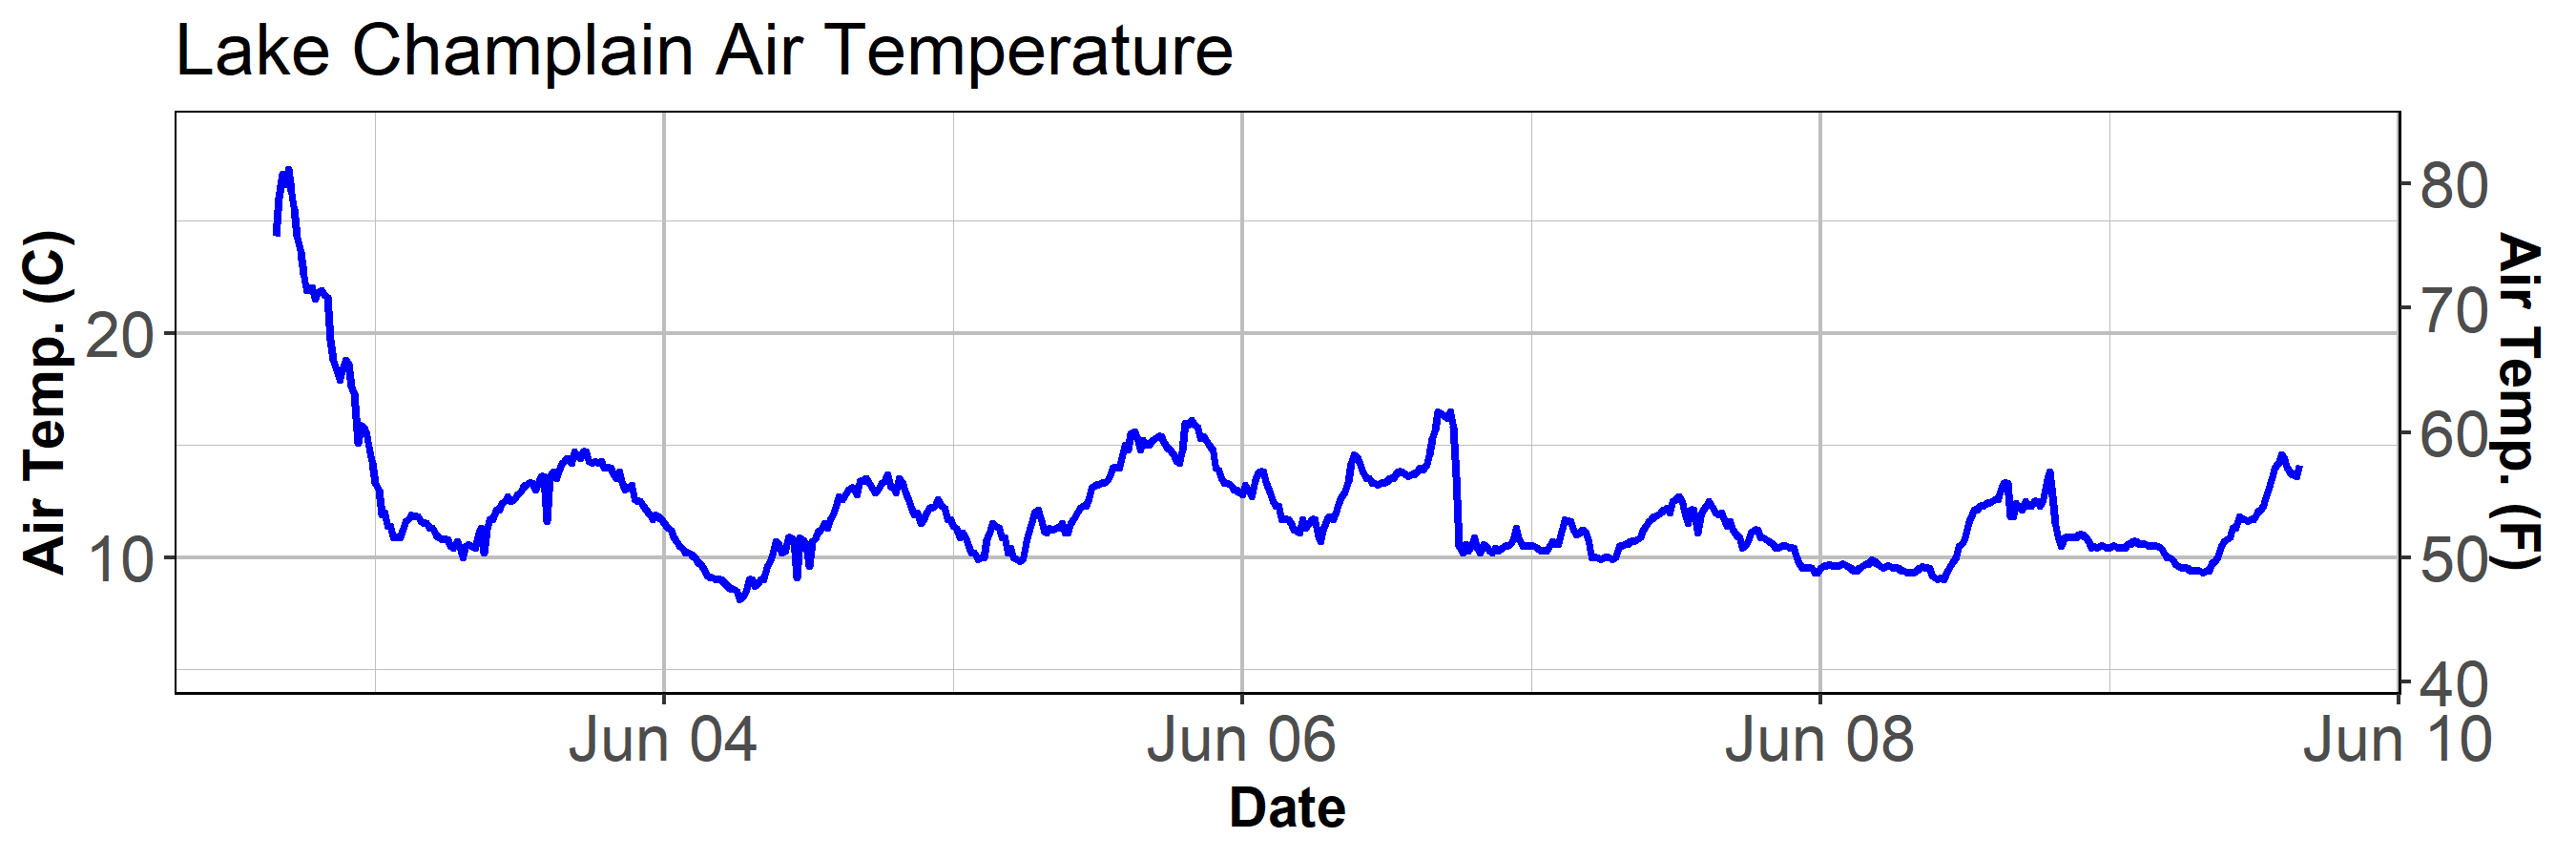 Lake Champlain Air Temperature
Air Temp. (C)
20
10
80
70
60
50
40
Air Temp. (F)
Jun 04
Jun 06
Jun 08
Jun 10
Date